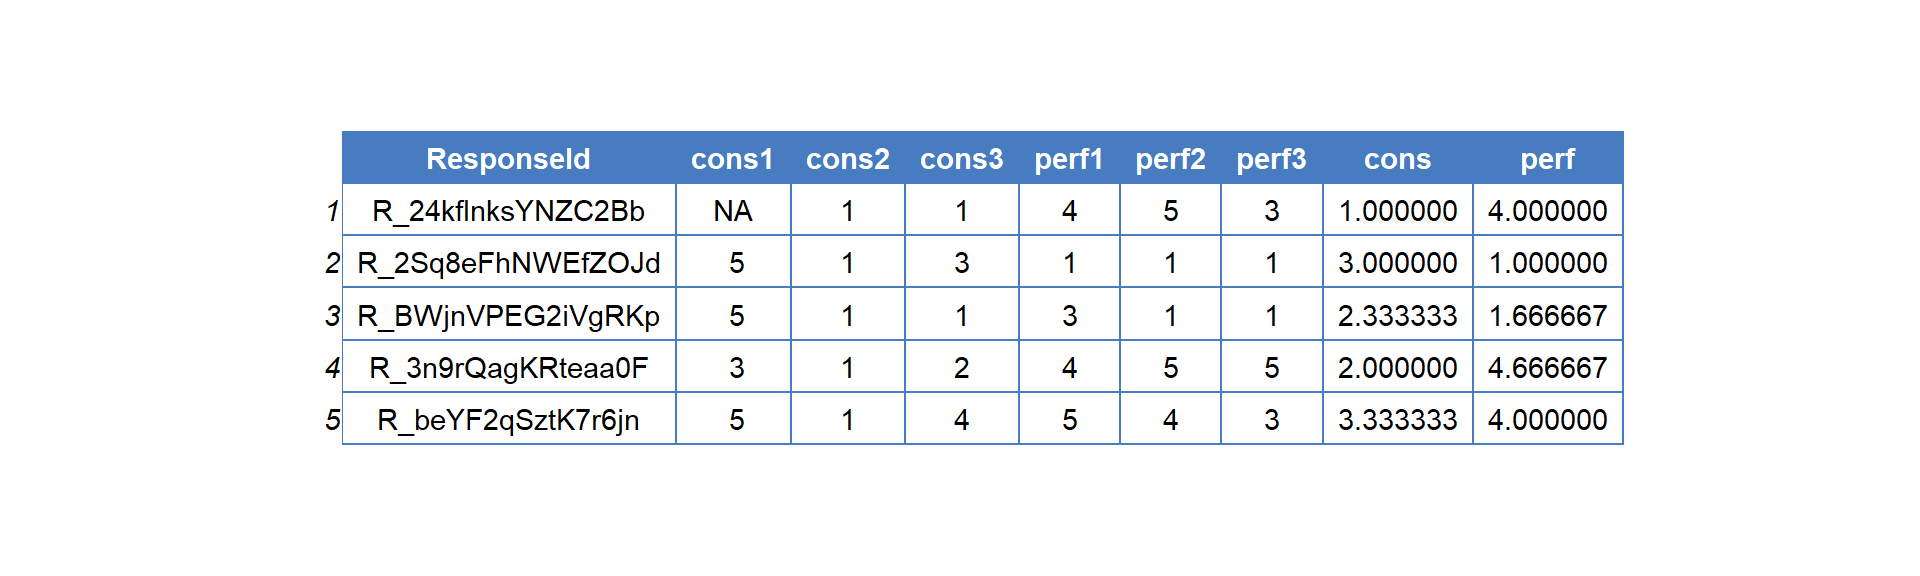 ResponseId cons1 cons2 cons3 perf1 perf2 perf3 cons perf
1 R_24kflnksYNZC2Bb NA 1 1 4 5 3 1.000000 4.000000
2 R_2Sq8eFhNWEfZOJd 5 1 3 1 1 1 3.000000 1.000000
3 R_BWjnVPEG2iVgRKp 5 1 1 3 1 1 2.333333 1.666667
4 R_3n9rQagKRteaa0F 3 1 2 4 5 5 2.000000 4.666667
5 R_beYF2qSztK7r6jn 5 1 4 5 4 3 3.333333 4.000000